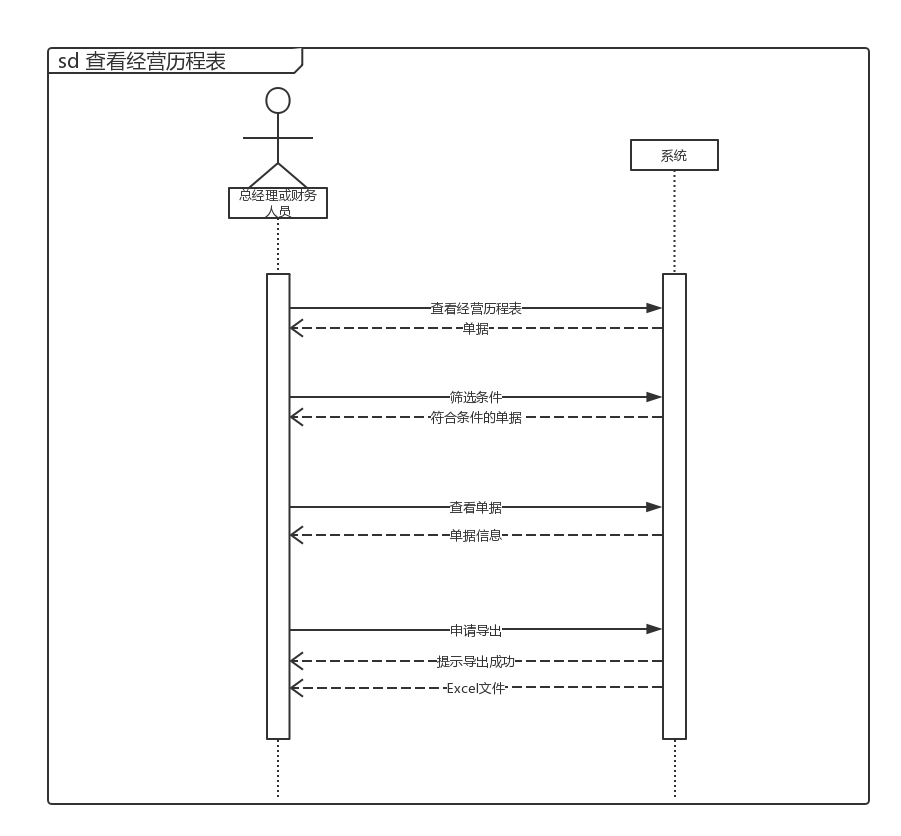 sd 查看经营历程表
系统
总经理或财务
人员
查看经营历程表
单据
筛选条件
符合条件的单据
查看单据
单据信息
申请导出
提示导出成功
Excel文件